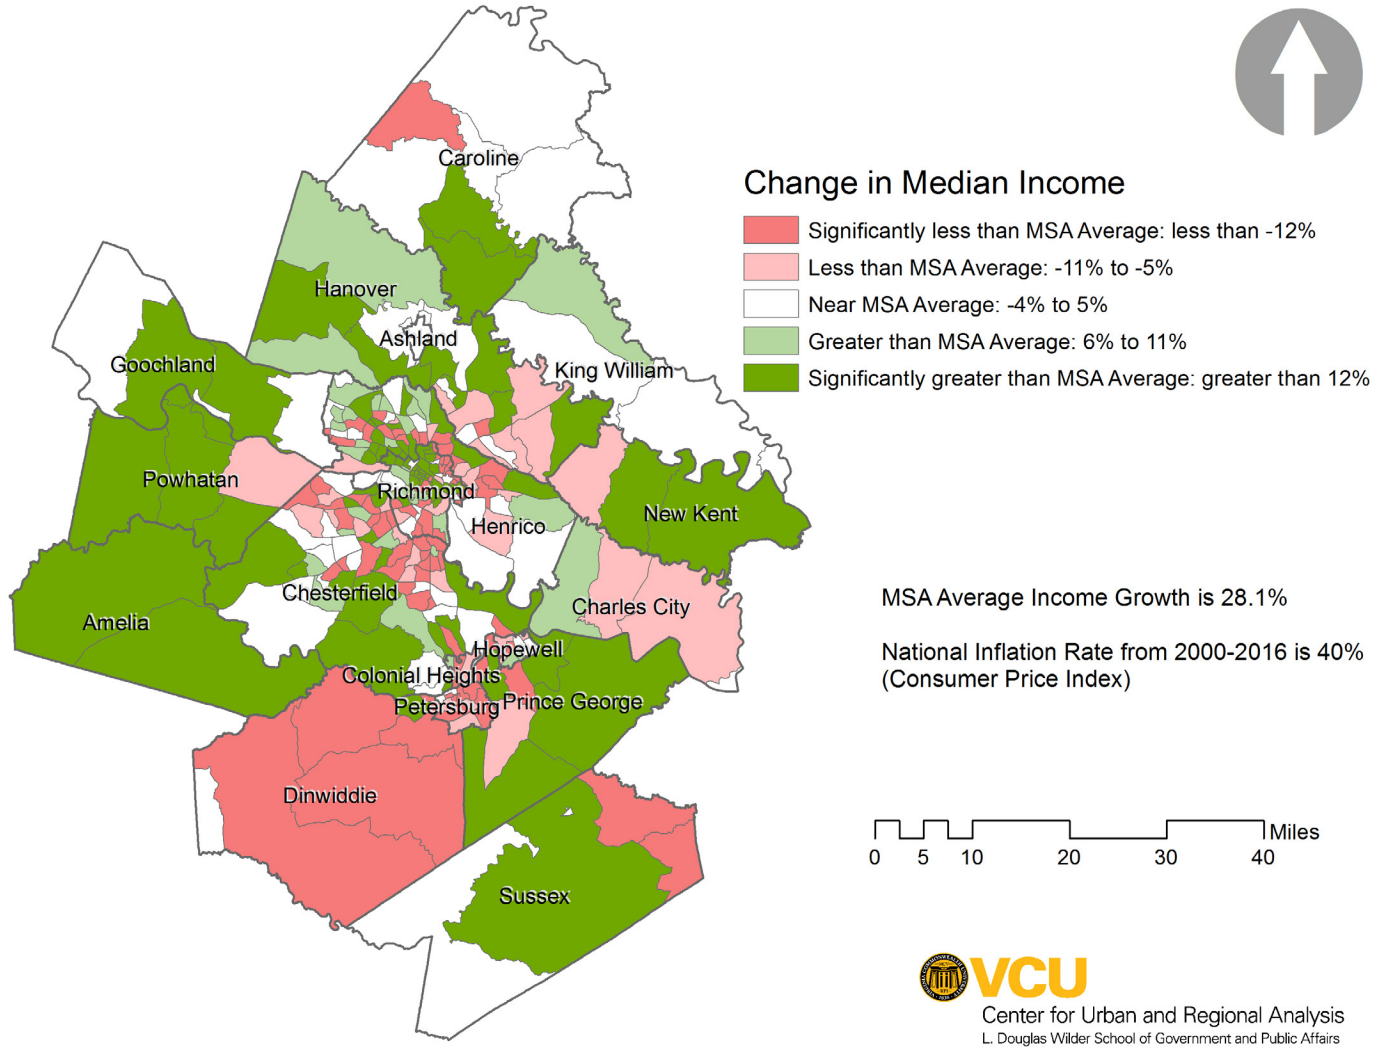 Caroline
Hanover
Ashland
King William
Goochland
Powhatan
Richmond
Henrico
New Kent
Chesterfield
Charles City
Amelia
Hopewell
Colonial Heights
Prince George
Petersburg
Dinwiddie
Sussex
Change in Median Income
Significantly less than MSA Average: less than -12%
Less than MSA Average: -11% to -5%
Near MSA Average: -4% to 5%
Greater than MSA Average: 6% to 11%
Significantly greater than MSA Average: greater than 12%
MSA Average Income Growth is 28.1%
National Inflation Rate from 2000-2016 is 40%
(Consumer Price Index)
Miles
0 5 10 20 30 40
VCU
Center for Urban and Regional Analysis
L. Douglas Wilder School of Government and Public Affairs